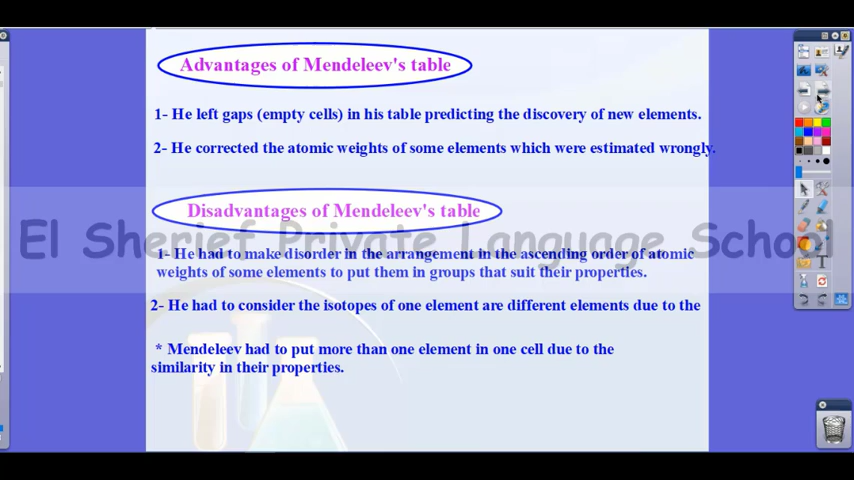 Advantages of Mendeleev's table
1- He left gaps (empty cells) in his table predicting the discovery of new elements.
2- He corrected the atomic weights of some elements which were estimated wrongly.
Disadvantages of Mendeleev's table
El Sherief Private Language School
1- He had to make disorder in the arrangement in the ascending order of atomic
weights of some elements to put them in groups that suit their properties.
2- He had to consider the isotopes of one element are different elements due to the
* Mendeleev had to put more than one element in one cell due to the
similarity in their properties.